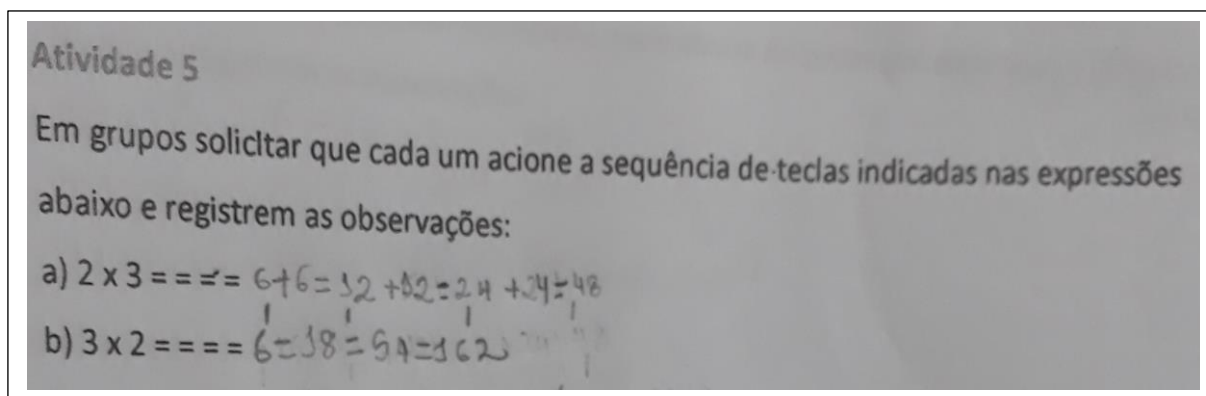 Atividade 5
Em grupos solicitar que cada um acione a sequência de teclas indicadas nas expressões
abaixo e registrem as observações:
a) 2 x 3 = = = = 6+6=12 +12=24 +24=48
b) 3 x 2 = = = = 6=18=54=162